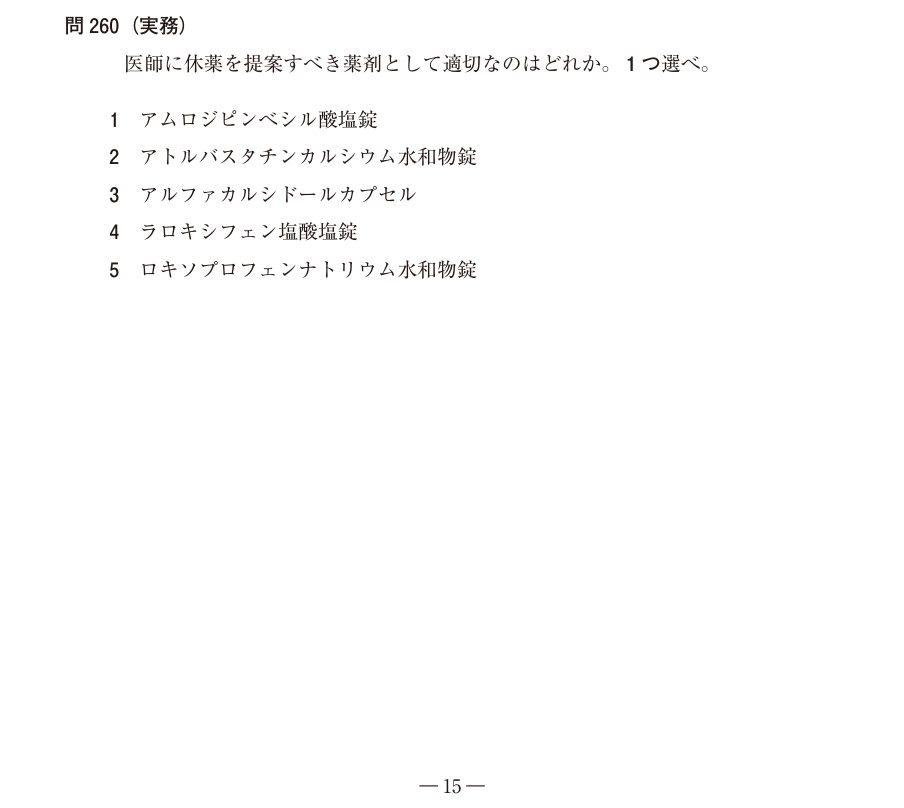 問 260（実務）
医師に休薬を提案すべき薬剤として適切なのはどれか。1つ選べ。
1 アムロジピンベシル酸塩錠
2 アトルバスタチンカルシウム水和物錠
3 アルファカルシドールカプセル
4 ラロキシフェン塩酸塩錠
5 ロキソプロフェンナトリウム水和物錠
― 15 ―